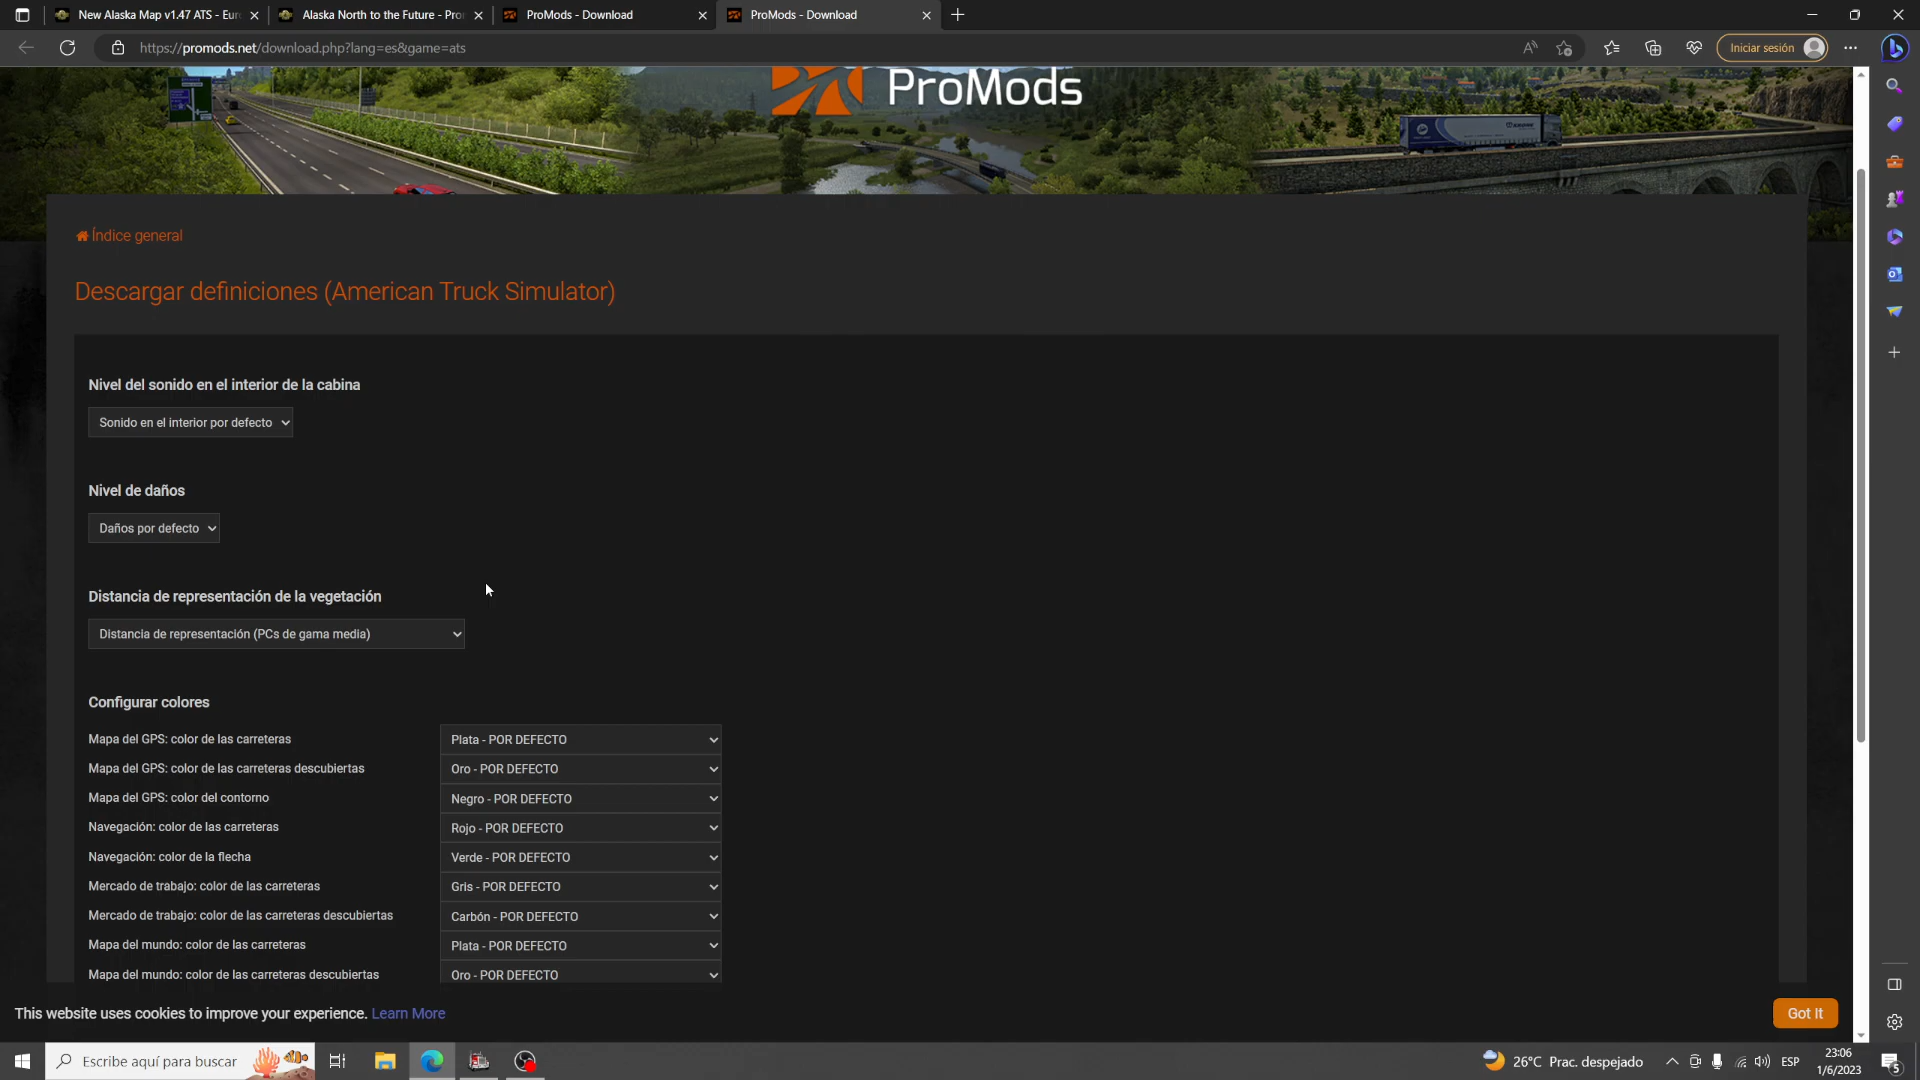 New Alaska Map v1.47 ATS - Eur
Alaska North to the Future - Pro
ProMods - Download
ProMods - Download
https://promods.net/download.php?lang=es&game=ats
Iniciar sesión
ProMods
Índice general
Descargar definiciones (American Truck Simulator)
Nivel del sonido en el interior de la cabina
Sonido en el interior por defecto
Nivel de daños
Daños por defecto
Distancia de representación de la vegetación
Distancia de representación (PCs de gama media)
Configurar colores
Mapa del GPS: color de las carreteras
Plata - POR DEFECTO
Mapa del GPS: color de las carreteras descubiertas
Oro - POR DEFECTO
Mapa del GPS: color del contorno
Negro - POR DEFECTO
Navegación: color de las carreteras
Rojo - POR DEFECTO
Navegación: color de la flecha
Verde - POR DEFECTO
Mercado de trabajo: color de las carreteras
Gris - POR DEFECTO
Mercado de trabajo: color de las carreteras descubiertas
Carbón - POR DEFECTO
Mapa del mundo: color de las carreteras
Plata - POR DEFECTO
Mapa del mundo: color de las carreteras descubiertas
Oro - POR DEFECTO
This website uses cookies to improve your experience. Learn More
Got It
Escribe aquí para buscar
26°C Prac. despejado
ESP
23:06
1/6/2023
5